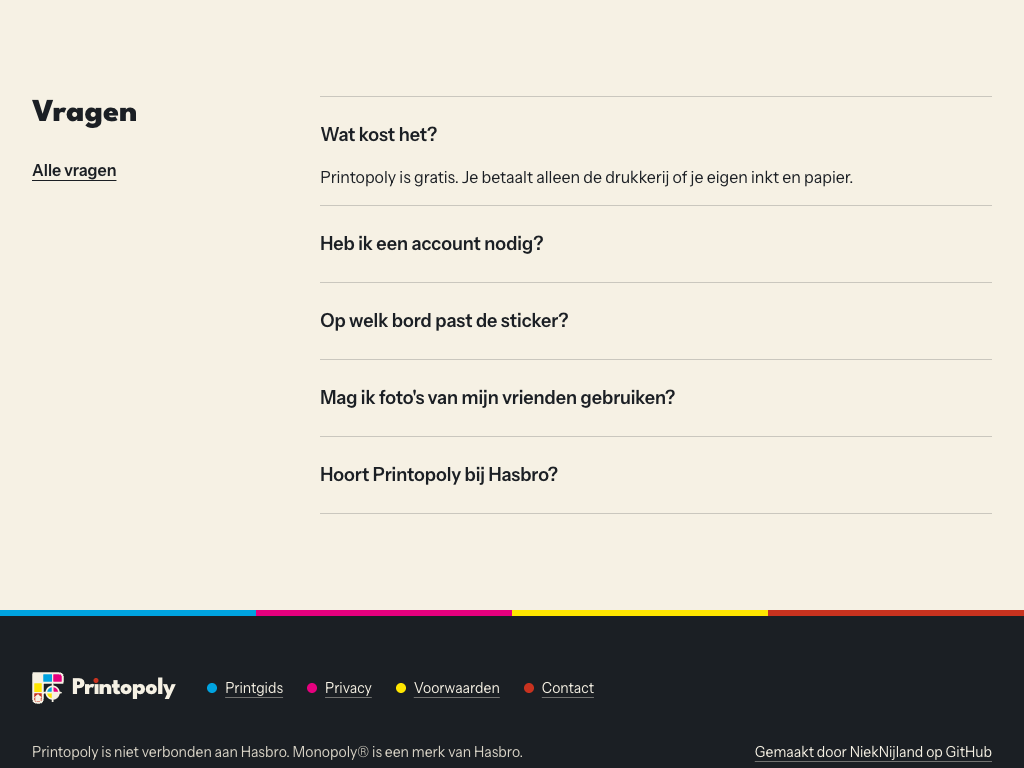 Vragen
Alle vragen
Wat kost het?
Printopoly is gratis. Je betaalt alleen de drukkerij of je eigen inkt en papier.
Heb ik een account nodig?
Op welk bord past de sticker?
Mag ik foto's van mijn vrienden gebruiken?
Hoort Printopoly bij Hasbro?
Printopoly
Printgids
Privacy
Voorwaarden
Contact
Printopoly is niet verbonden aan Hasbro. Monopoly® is een merk van Hasbro.
Gemaakt door NiekNijland op GitHub